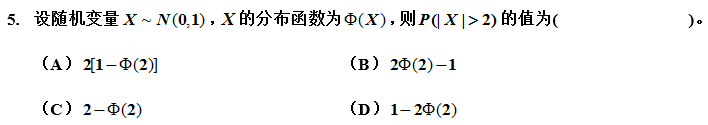 5. 设随机变量 X ~ N(0,1)，X 的分布函数为 Φ(X)，则 P(| X |> 2) 的值为( )。
（A）2[1−Φ(2)] （B）2Φ(2)−1
（C）2−Φ(2) （D）1−2Φ(2)